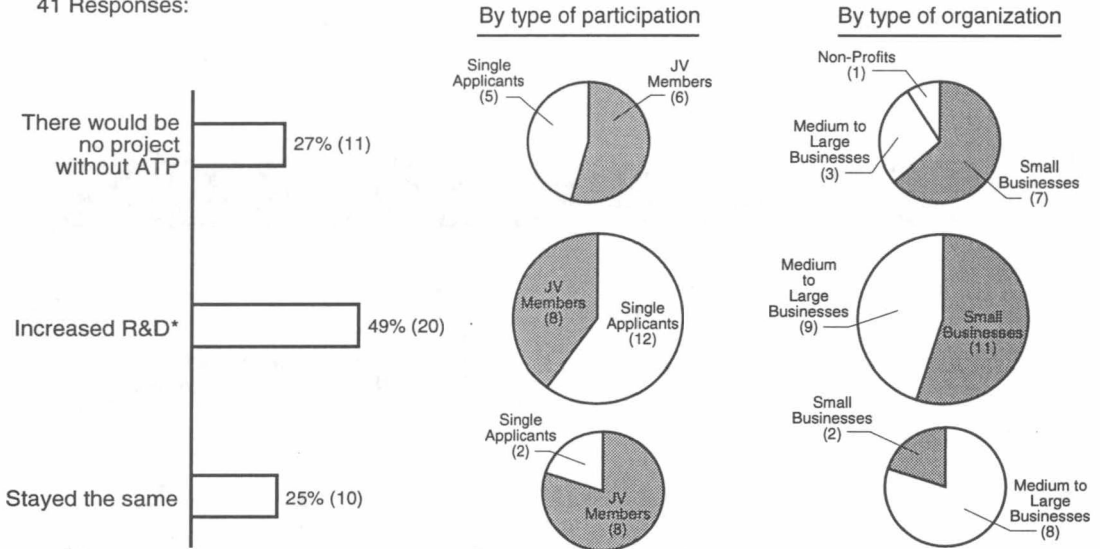 41 Responses:
By type of participation
By type of organization
There would be
no project
without ATP
27% (11)
Single
Applicants
(5)
JV
Members
(6)
Non-Profits
(1)
Medium to
Large
Businesses
(3)
Small
Businesses
(7)
Increased R&D*
49% (20)
JV
Members
(8)
Single
Applicants
(12)
Medium
to
Large
Businesses
(9)
Small
Businesses
(11)
Stayed the same
25% (10)
Single
Applicants
(2)
JV
Members
(8)
Small
Businesses
(2)
Medium to
Large
Businesses
(8)